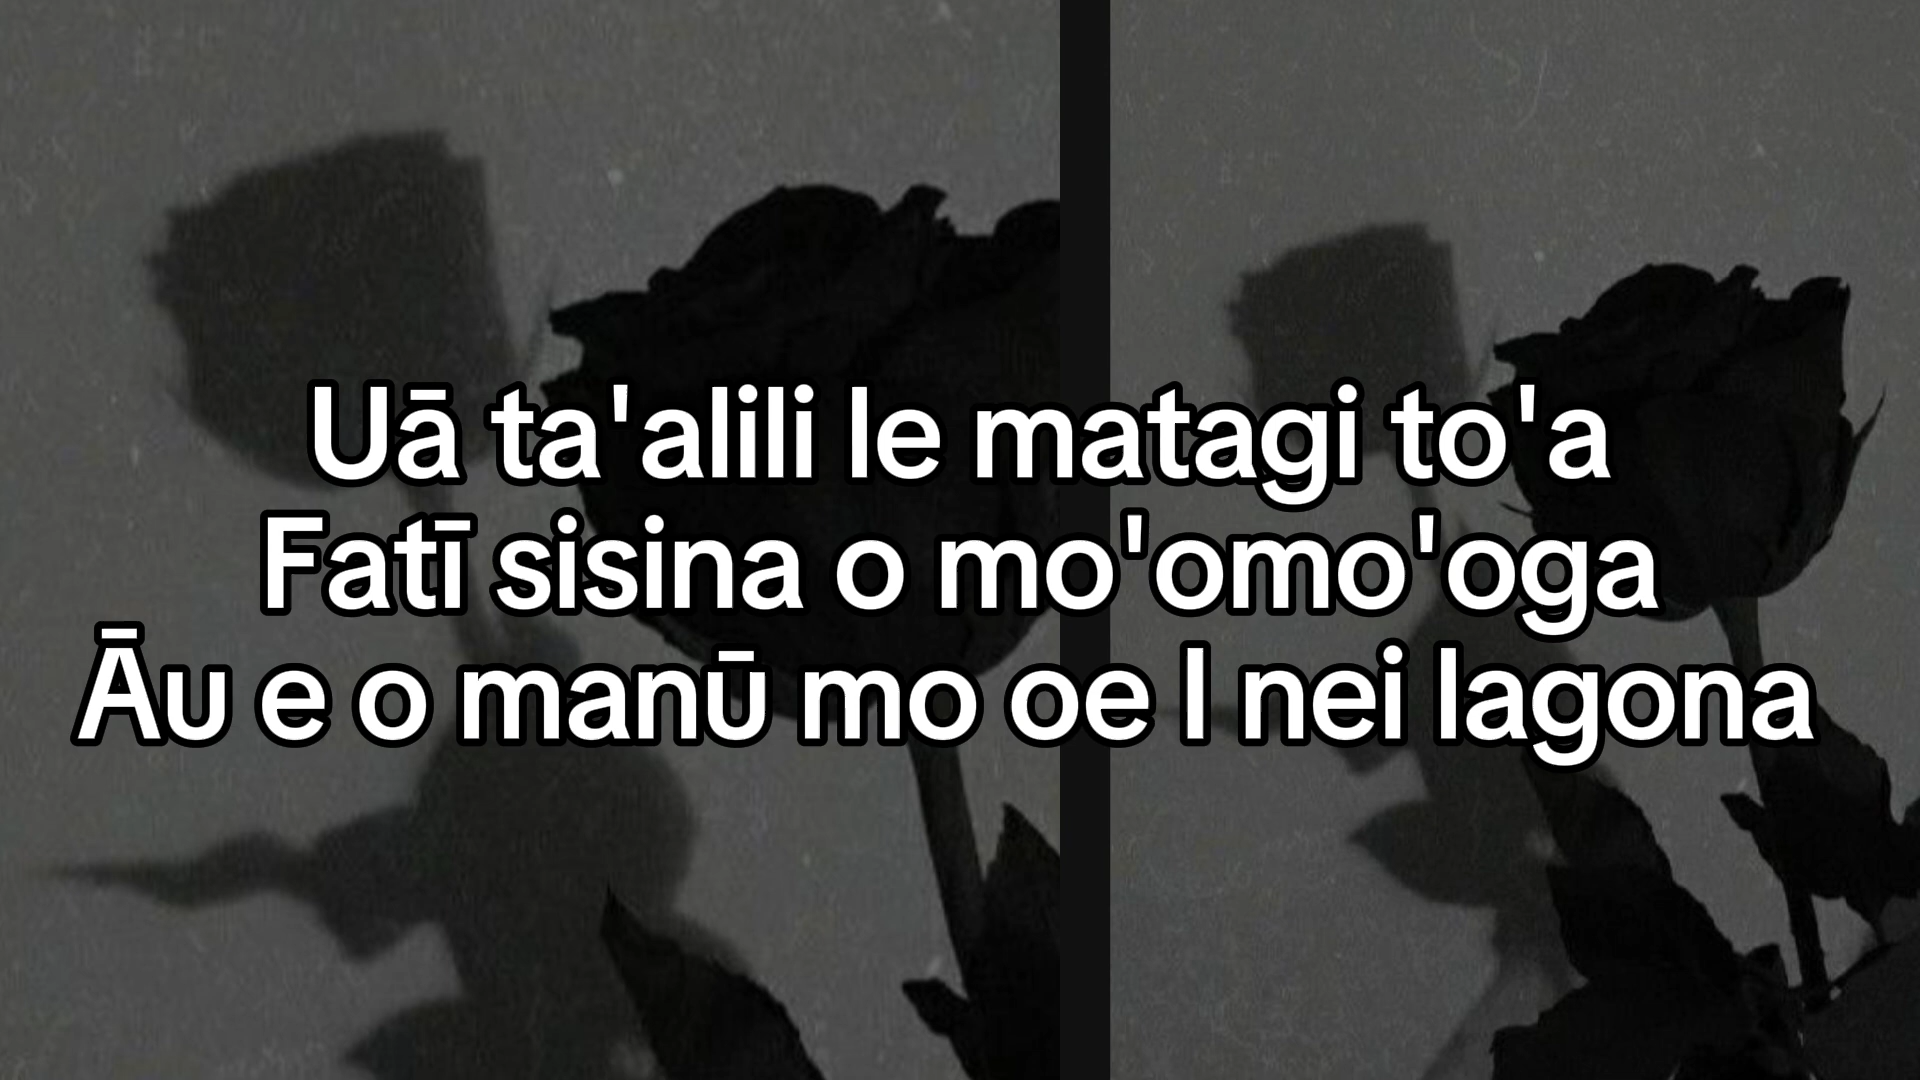 Uā ta'alili le matagi to'a
Fatī sisina o mo'omo'oga
Āu e o manū mo oe I nei lagona